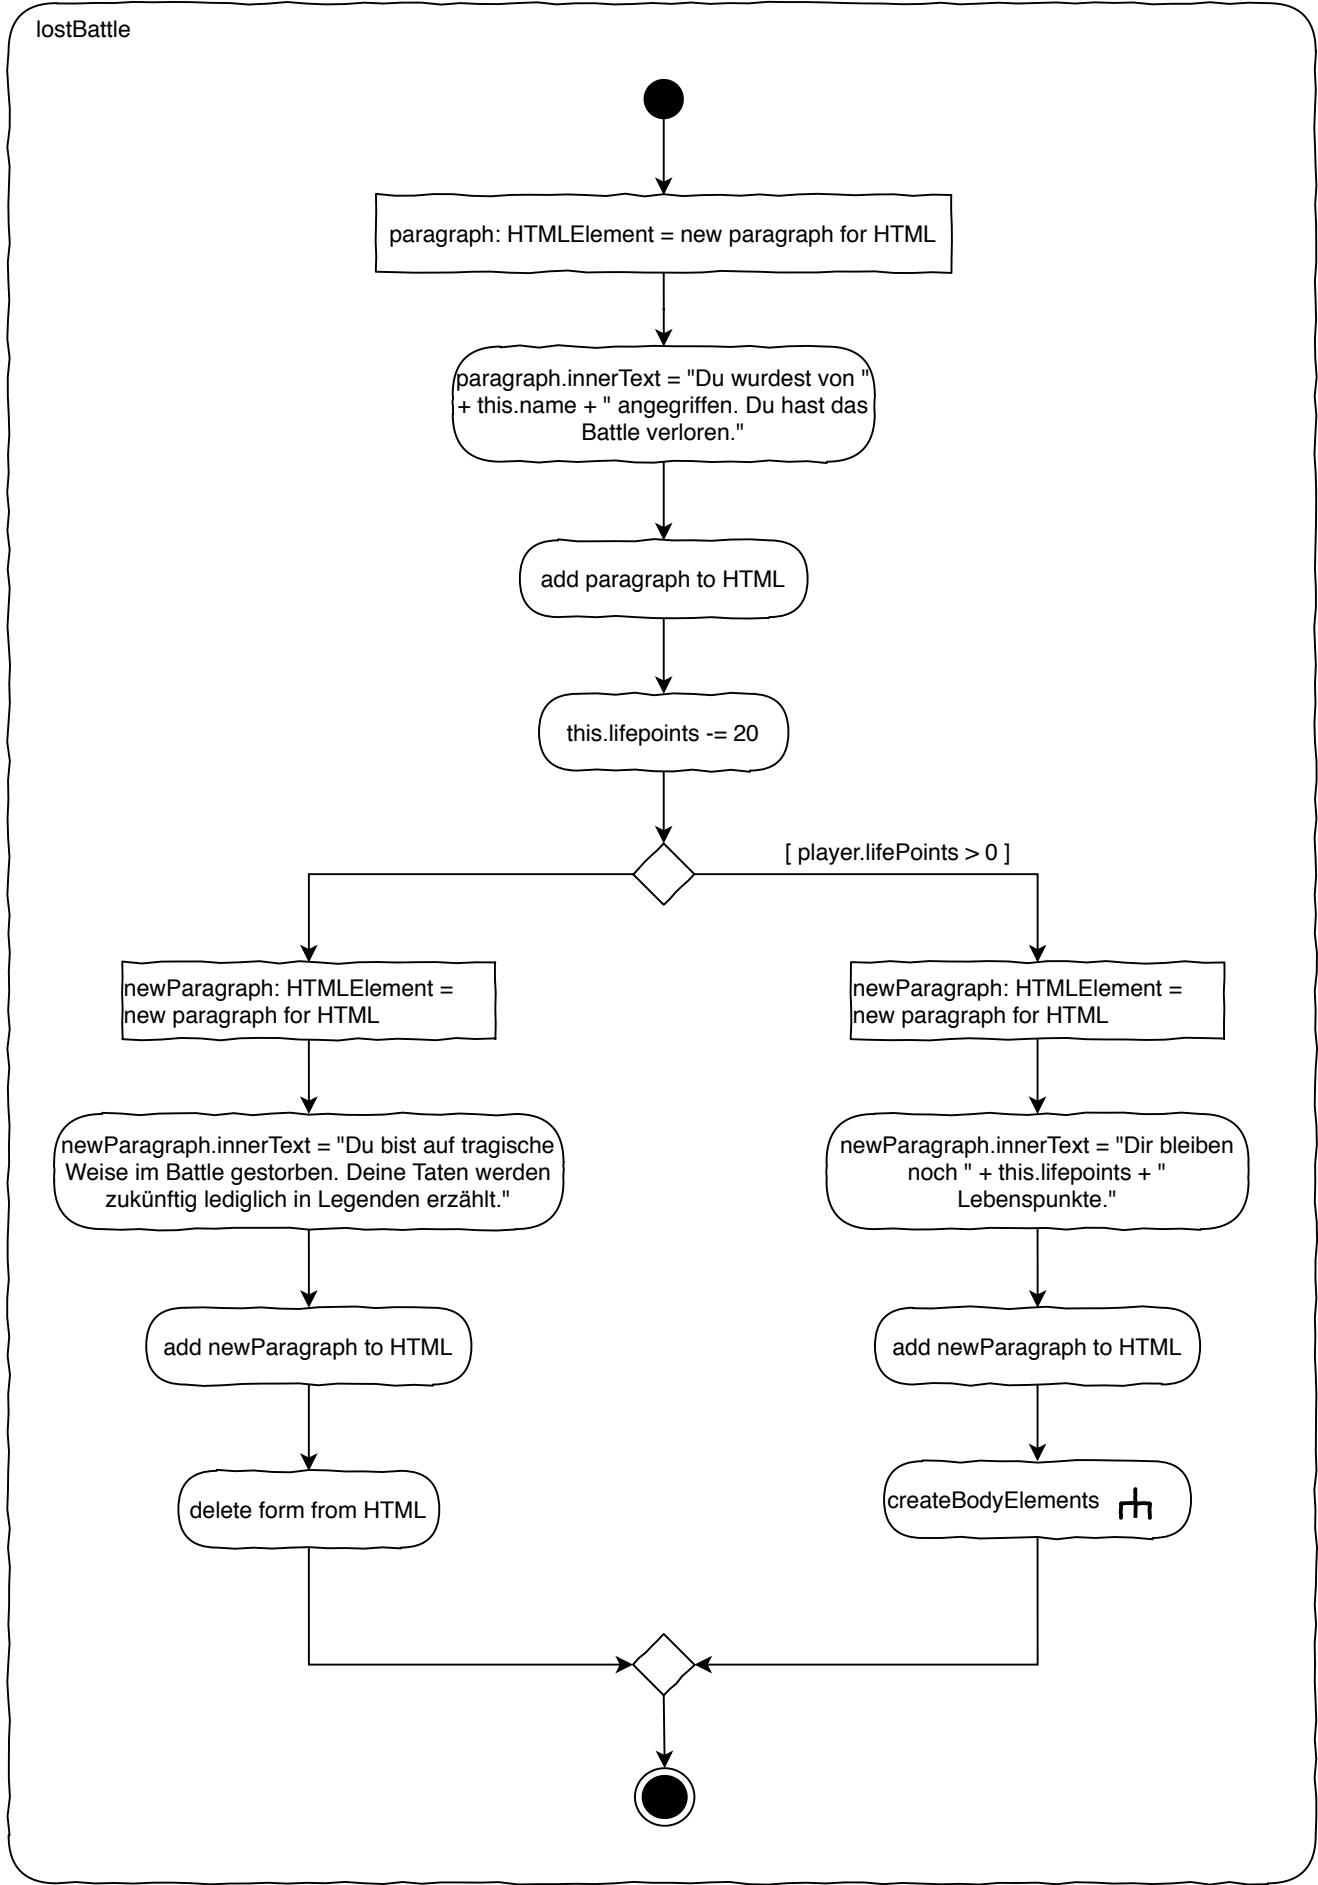 lostBattle
paragraph: HTMLElement = new paragraph for HTML
paragraph.innerText = "Du wurdest von "
+ this.name + " angegriffen. Du hast das
Battle verloren."
add paragraph to HTML
this.lifepoints -= 20
[ player.lifePoints > 0 ]
newParagraph: HTMLElement =
new paragraph for HTML
newParagraph: HTMLElement =
new paragraph for HTML
newParagraph.innerText = "Du bist auf tragische
Weise im Battle gestorben. Deine Taten werden
zukünftig lediglich in Legenden erzählt."
newParagraph.innerText = "Dir bleiben
noch " + this.lifepoints + "
Lebenspunkte."
add newParagraph to HTML
add newParagraph to HTML
delete form from HTML
createBodyElements